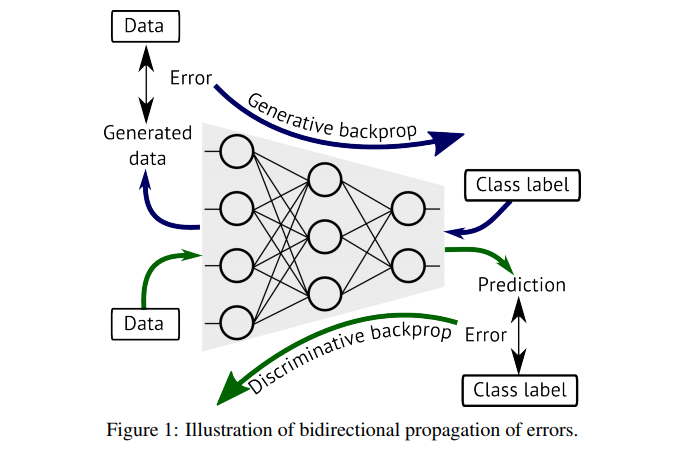 Data
Error
Generative backprop
Generated
data
Class label
Data
Prediction
Discriminative backprop
Error
Class label
Figure 1: Illustration of bidirectional propagation of errors.